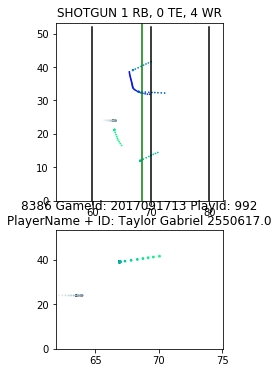 SHOTGUN 1 RB, 0 TE, 4 WR
50
40
30
20
10
0
60 70 80
8386 GameId: 2017091713 PlayId: 992
PlayerName + ID: Taylor Gabriel 2550617.0
40
20
0
65 70 75